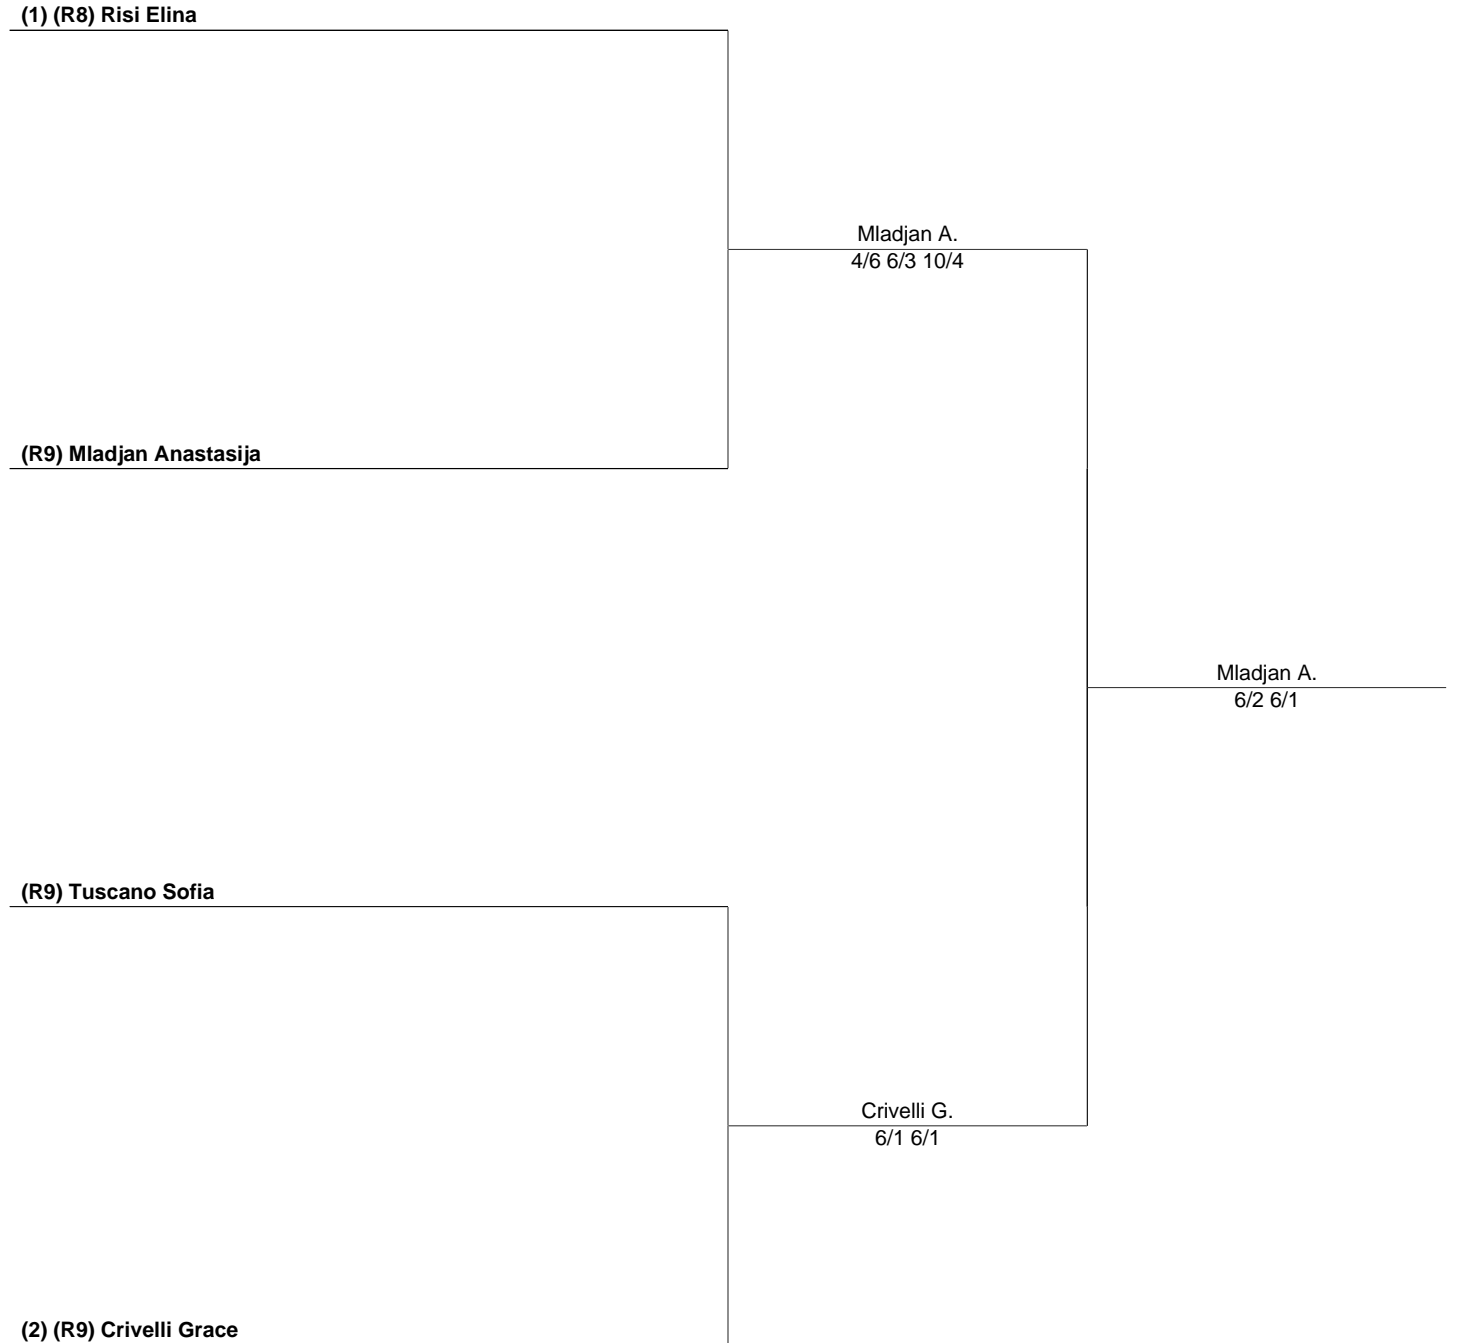 (1) (R8) Risi Elina
Mladjan A.
4/6 6/3 10/4
(R9) Mladjan Anastasija
Mladjan A.
6/2 6/1
(R9) Tuscano Sofia
Crivelli G.
6/1 6/1
(2) (R9) Crivelli Grace